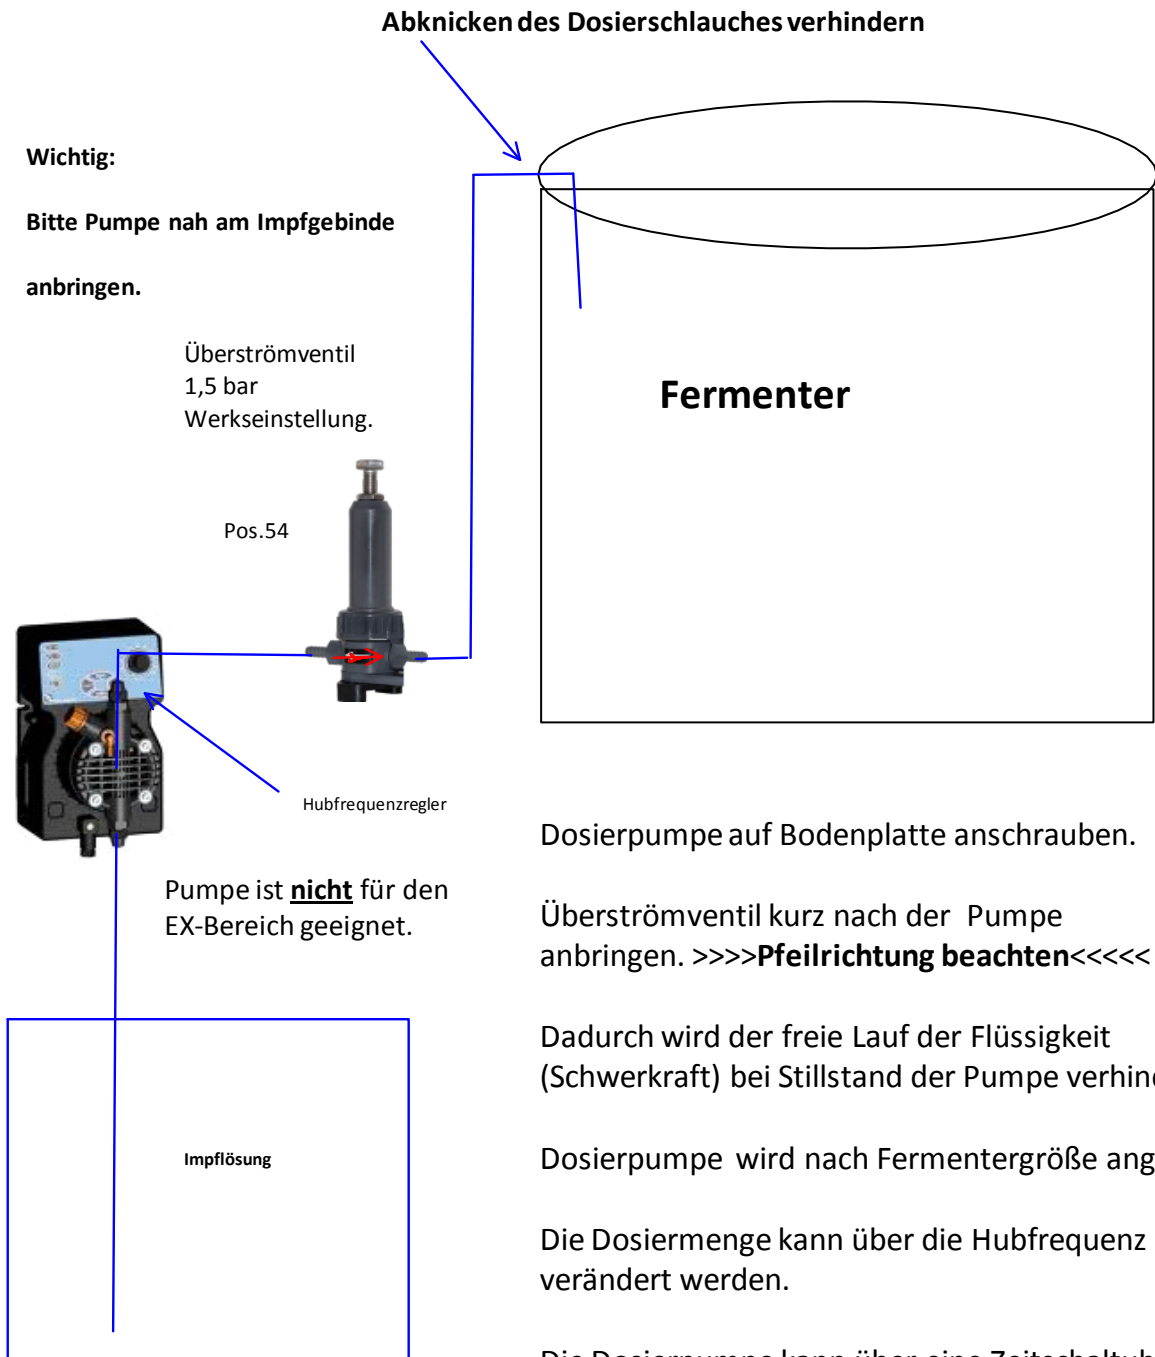 Abknicken des Dosierschlauches verhindern
Wichtig:
Bitte Pumpe nah am Impfgebinde
anbringen.
Überströmventil
1,5 bar
Werkseinstellung.
Fermenter
Pos.54
Hubfrequenzregler
Pumpe ist nicht für den
EX-Bereich geeignet.
Impflösung
Dosierpumpe auf Bodenplatte anschrauben.
Überströmventil kurz nach der Pumpe
anbringen. >>>>Pfeilrichtung beachten<<<<<
Dadurch wird der freie Lauf der Flüssigkeit
(Schwerkraft) bei Stillstand der Pumpe
Dosierpumpe wird nach Fermentergröße
Die Dosiermenge kann über die Hubfrequenz
verändert werden.
Die Dosierpumpe kann über eine